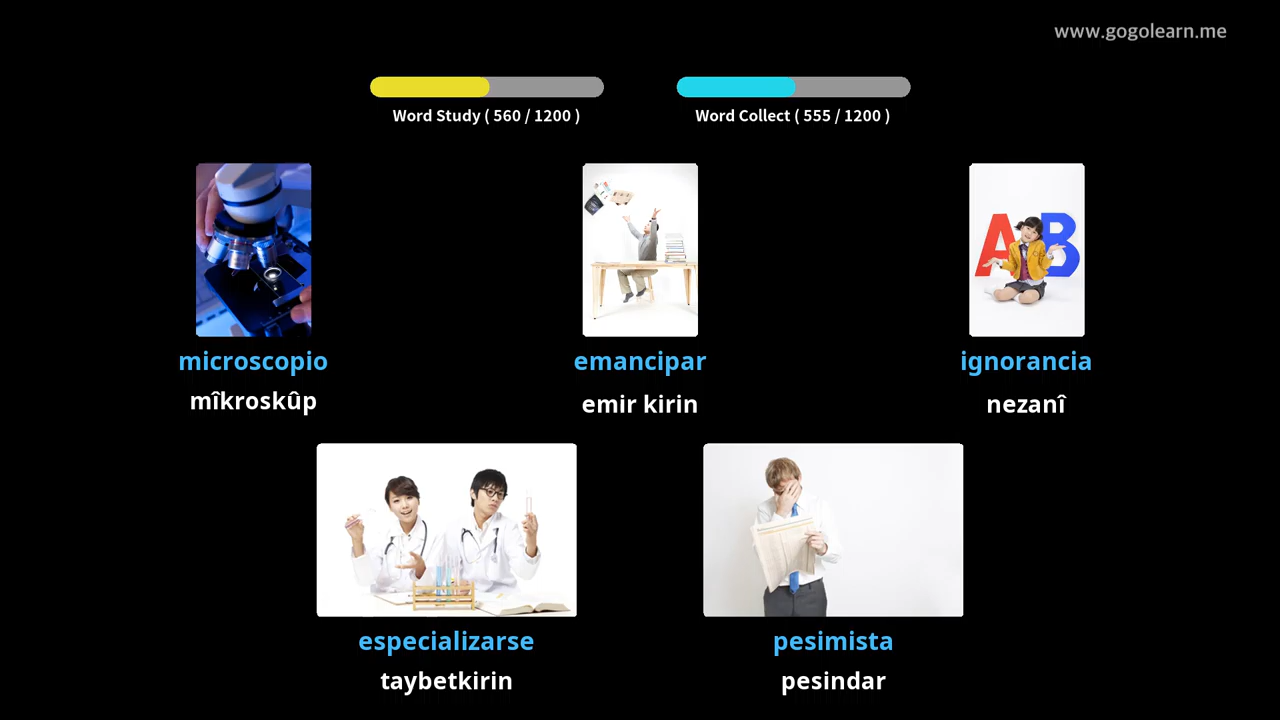 www.gogolearn.me
Word Study ( 560 / 1200 )
Word Collect ( 555 / 1200 )
microscopio
mîkroskûp
emancipar
emir kirin
ignorancia
nezanî
A B
especializarse
taybetkirin
pesimista
pesindar